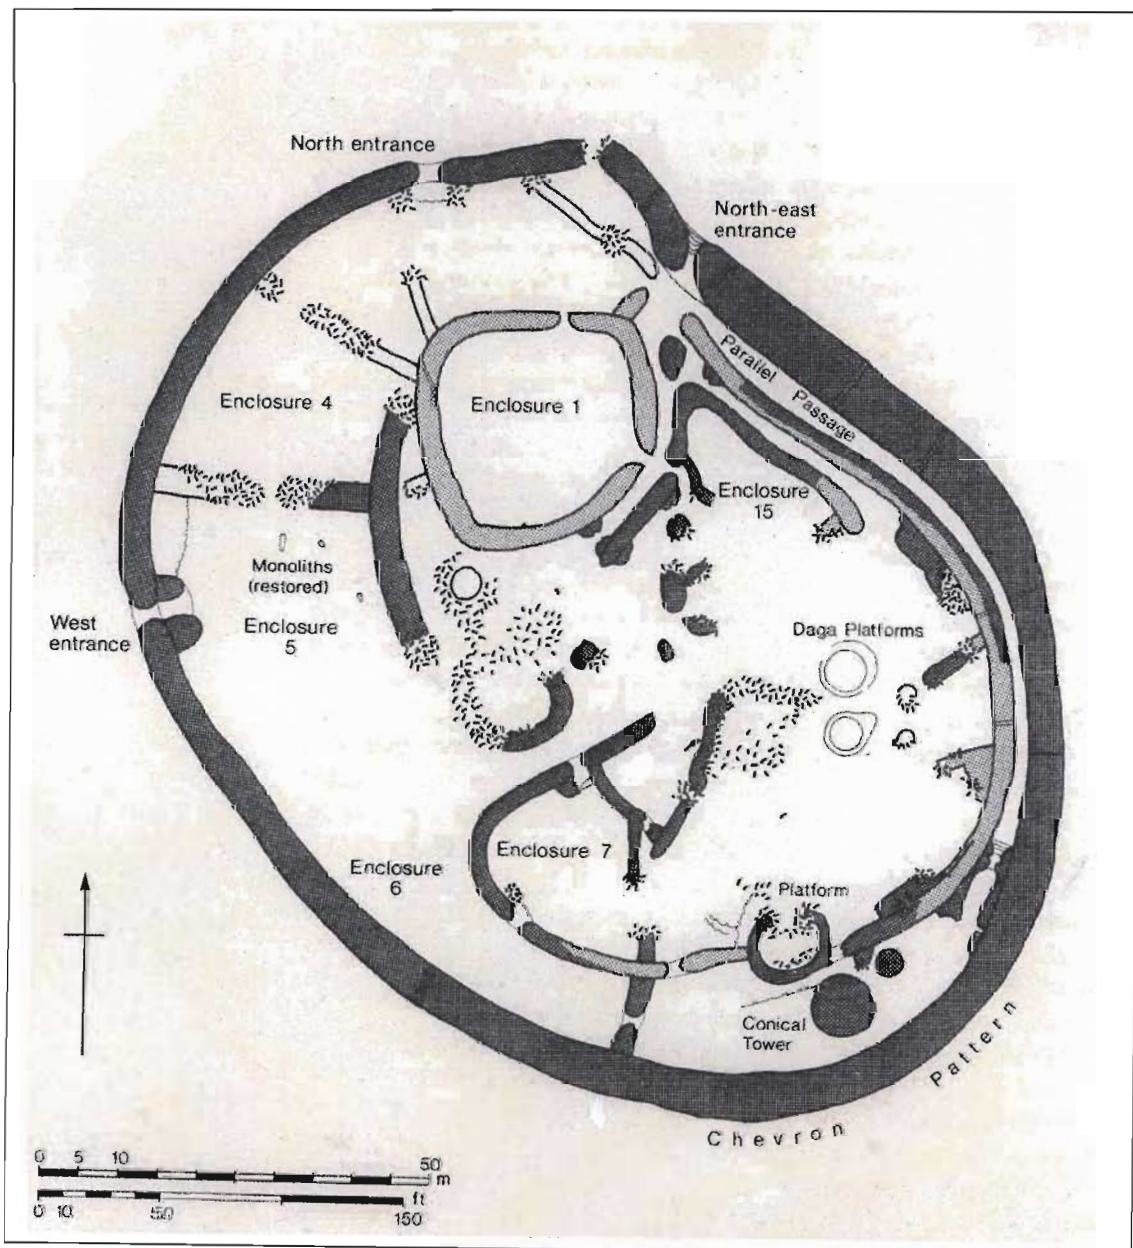 North entrance
North-east
entrance
Parallel
Passage
Enclosure 4
Enclosure 1
Enclosure
15
Monoliths
(restored)
West
entrance
Enclosure
5
Daga Platforms
Enclosure 7
Enclosure
6
Platform
Conical
Tower
Chevron Pattern
0 5 10 50
m
ft
0 10 50 150